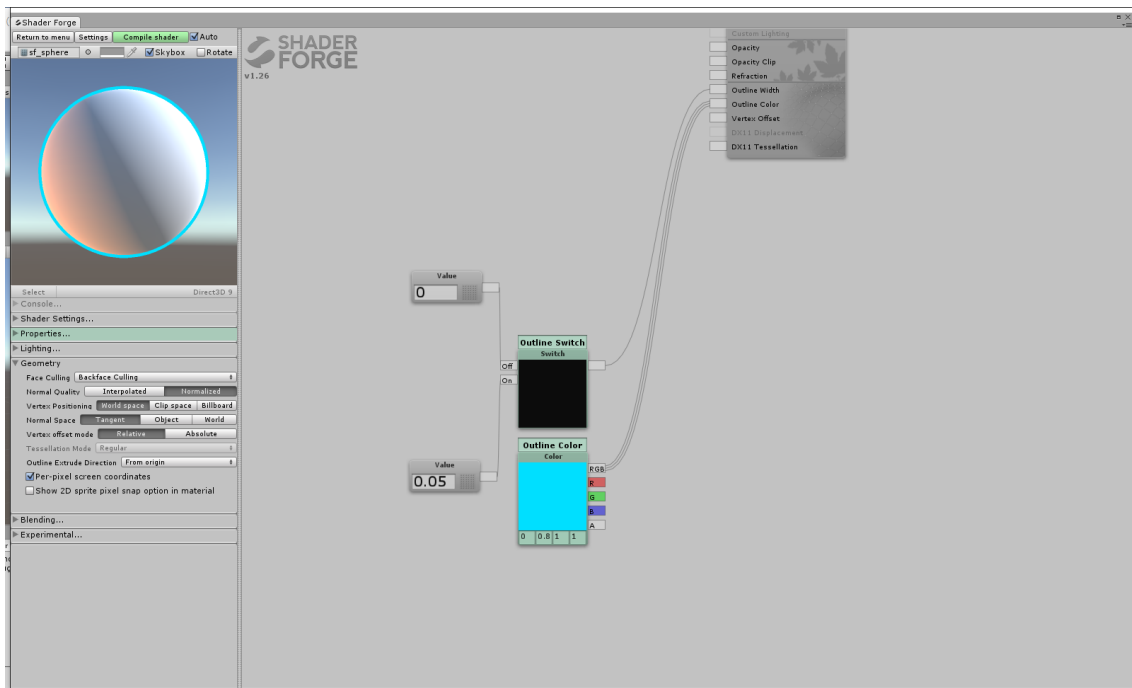 Shader Forge
Return to menu Settings Compile shader Auto
sf_sphere Skybox Rotate
SHADER
FORGE
v1.26
Custom Lighting
Opacity
Opacity Clip
Refraction
Outline Width
Outline Color
Vertex Offset
DX11 Displacement
DX11 Tessellation
Select Direct3D 9
Console...
Shader Settings...
Properties...
Lighting...
Geometry
Face Culling Backface Culling
Normal Quality Interpolated Normalized
Vertex Positioning World space Clip space Billboard
Normal Space Tangent Object World
Vertex offset mode Relative Absolute
Tessellation Mode Regular
Outline Extrude Direction From origin
Per-pixel screen coordinates
Show 2D sprite pixel snap option in material
Blending...
Experimental...
Value
0
Outline Switch
Switch
Off
On
Value
0.05
Outline Color
Color
RGB
R
G
B
A
0 0.8 1 1